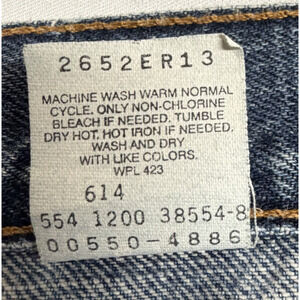 2652ER13
MACHINE WASH WARM NORMAL
CYCLE. ONLY NON-CHLORINE
BLEACH IF NEEDED. TUMBLE
DRY HOT. HOT IRON IF NEEDED.
WASH AND DRY
WITH LIKE COLORS.
WPL 423
614
554 1200 38554-8
00550-4886